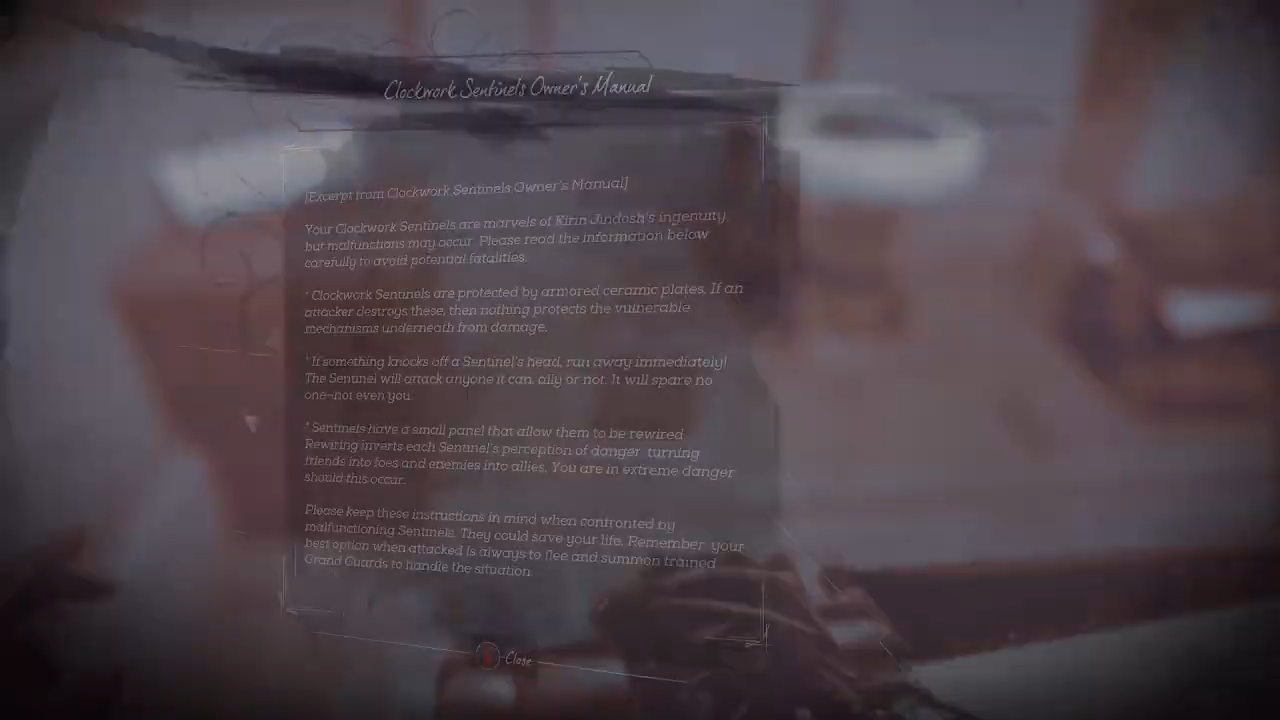 Clockwork Sentinels Owner's Manual
[Excerpt from Clockwork Sentinels Owner's Manual]
Your Clockwork Sentinels are marvels of Kirin Jindosh's ingenuity,
but malfunctions may occur. Please read the information below
carefully to avoid potential fatalities.
* Clockwork Sentinels are protected by armored ceramic plates. If an
attacker destroys these, then nothing protects the vulnerable
mechanisms underneath from damage.
* If something knocks off a Sentinel's head, run away immediately!
The Sentinel will attack anyone it can, ally or not. It will spare no
one-not even you.
* Sentinels have a small panel that allow them to be rewired.
Rewiring inverts each Sentinel's perception of danger, turning
friends into foes and enemies into allies. You are in extreme danger
should this occur.
Please keep these instructions in mind when confronted by
malfunctioning Sentinels. They could save your life. Remember, your
best option when attacked is always to flee and summon trained
Grand Guards to handle the situation.
Close